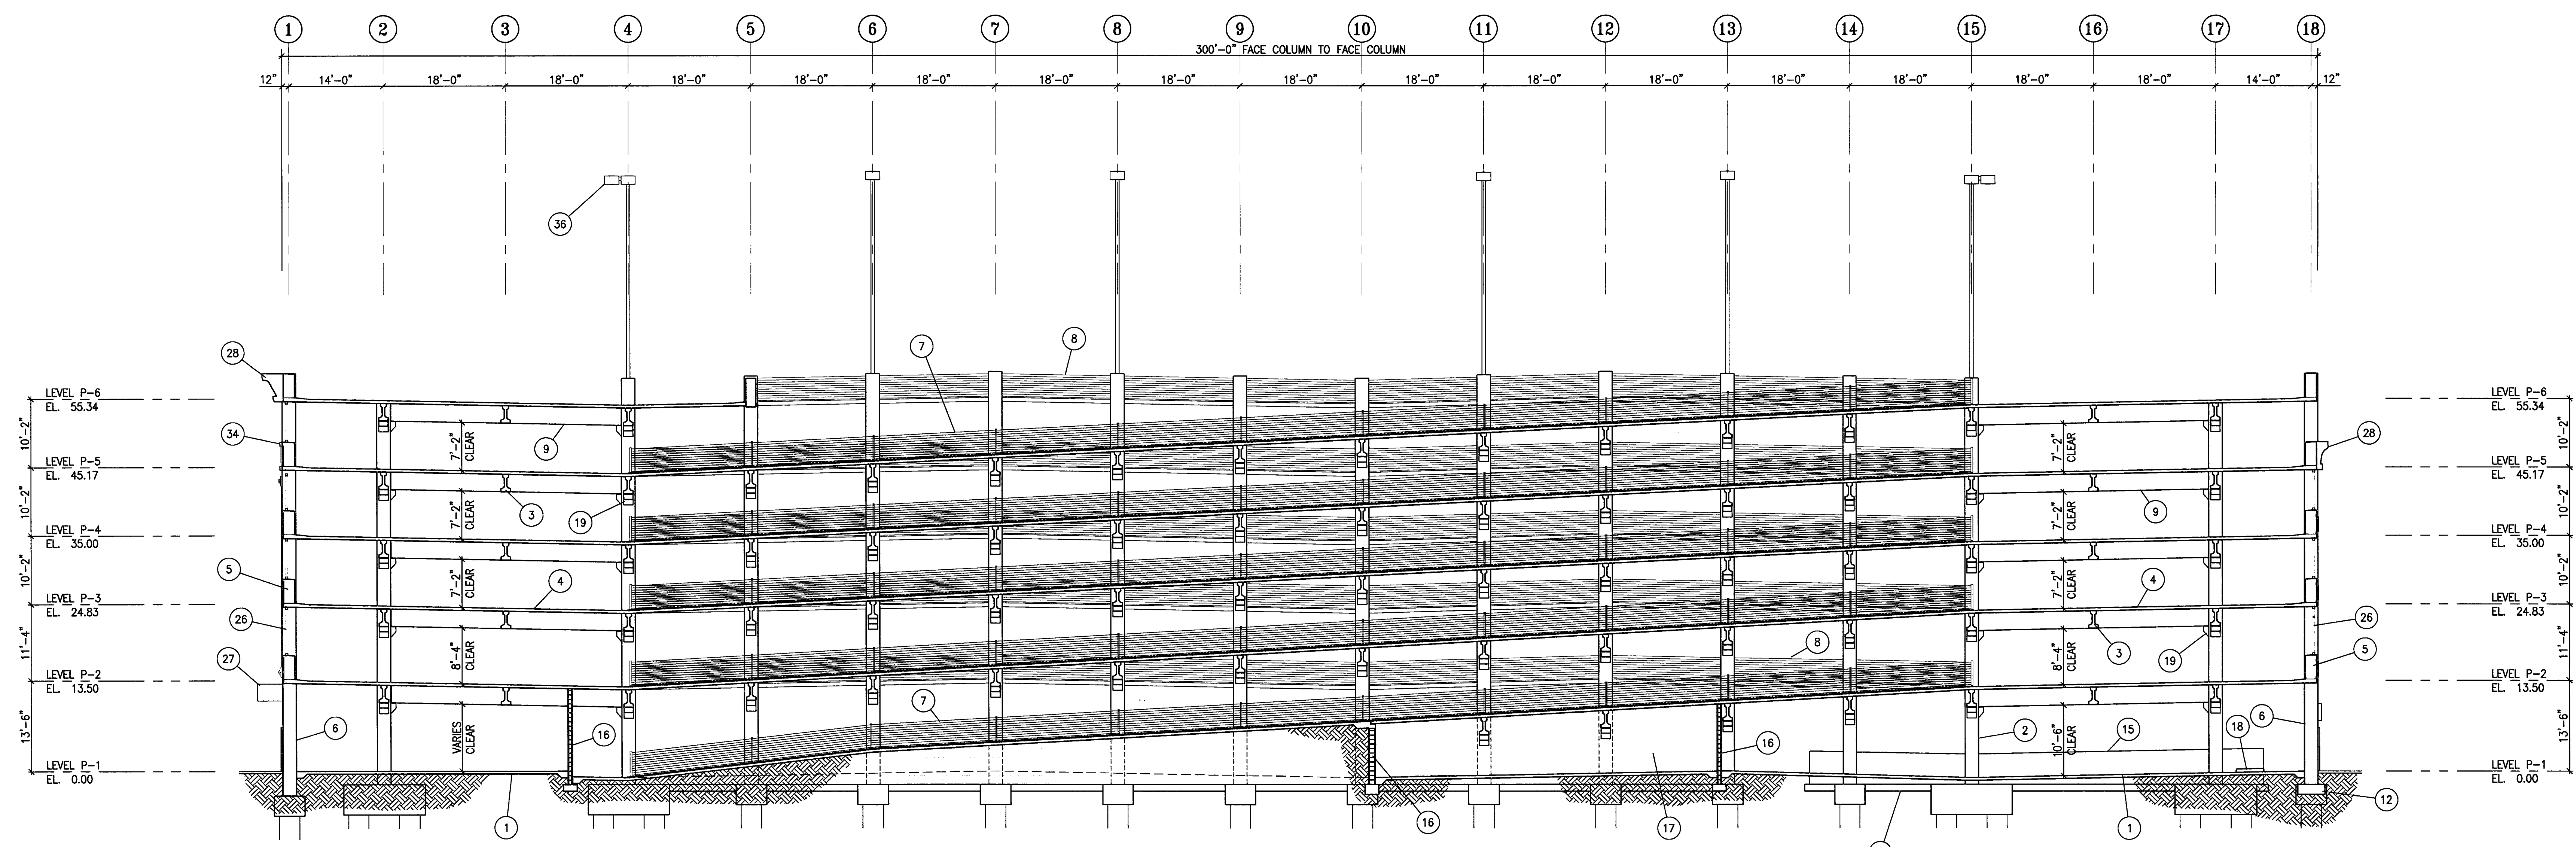 1 2 3 4 5 6 7 8 9 10 11 12 13 14 15 16 17 18
300'-0" FACE COLUMN TO FACE COLUMN
12" 14'-0" 18'-0" 18'-0" 18'-0" 18'-0" 18'-0" 18'-0" 18'-0" 18'-0" 18'-0" 18'-0" 18'-0" 18'-0" 18'-0" 18'-0" 18'-0" 14'-0" 12"
36
28
7
8
LEVEL P-6
EL. 55.34
10'-2"
34
LEVEL P-5
EL. 45.17
10'-2"
LEVEL P-4
EL. 35.00
10'-2"
5
LEVEL P-3
EL. 24.83
11'-4"
26
27
LEVEL P-2
EL. 13.50
13'-6"
LEVEL P-1
EL. 0.00
9
7'-2"
CLEAR
3
19
7'-2"
CLEAR
7'-2"
CLEAR
4
8'-4"
CLEAR
VARIES
CLEAR
6
16
1
7
8
16
17
16
2
15
18
10'-6"
CLEAR
6
1
12
7'-2"
CLEAR
9
7'-2"
CLEAR
7'-2"
CLEAR
4
8'-4"
CLEAR
3
19
28
26
5
LEVEL P-6
EL. 55.34
10'-2"
LEVEL P-5
EL. 45.17
10'-2"
LEVEL P-4
EL. 35.00
10'-2"
LEVEL P-3
EL. 24.83
11'-4"
LEVEL P-2
EL. 13.50
13'-6"
LEVEL P-1
EL. 0.00